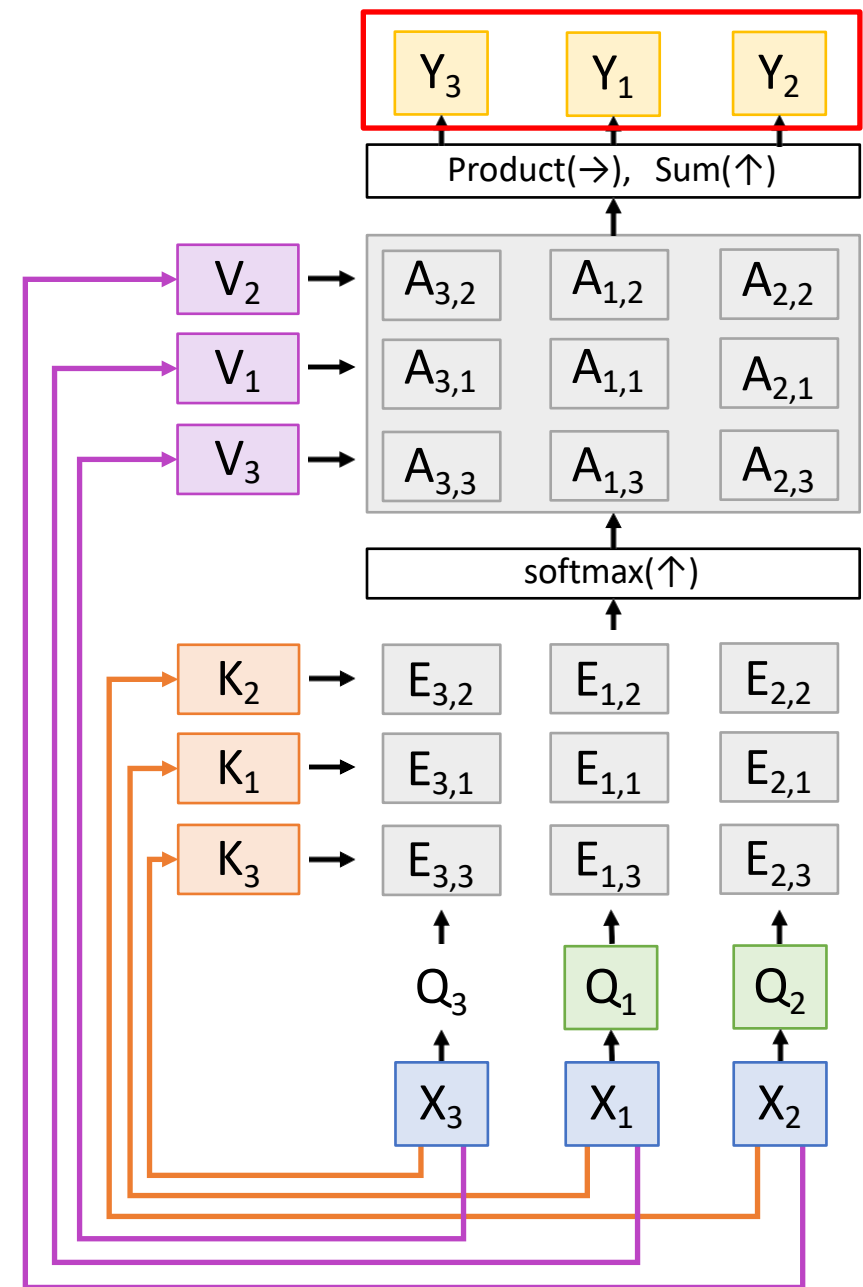 Y₃ Y₁ Y₂
Product(→), Sum(↑)
V₂ A₃,₂ A₁,₂ A₂,₂
V₁ A₃,₁ A₁,₁ A₂,₁
V₃ A₃,₃ A₁,₃ A₂,₃
softmax(↑)
K₂ E₃,₂ E₁,₂ E₂,₂
K₁ E₃,₁ E₁,₁ E₂,₁
K₃ E₃,₃ E₁,₃ E₂,₃
Q₃ Q₁ Q₂
X₃ X₁ X₂